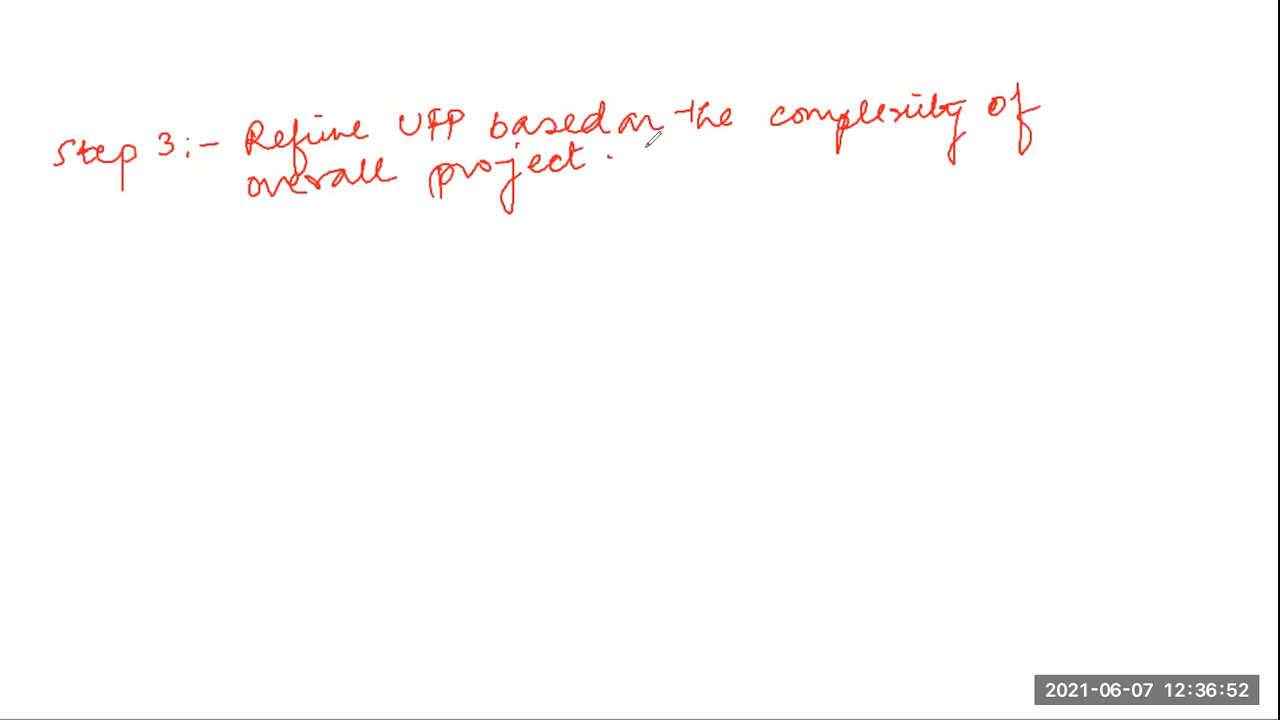 Step 3:- Refine UFP based on the complexity of
overall project.
2021-06-07 12:36:52